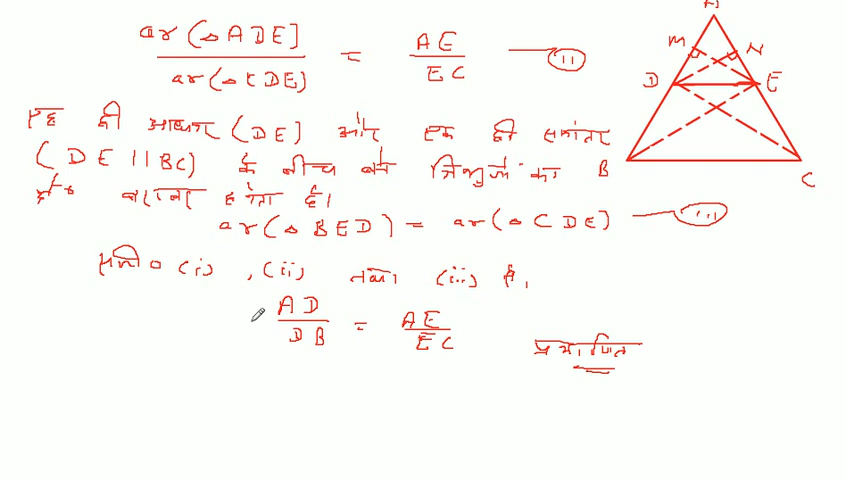 ar(△ADE) / ar(△CDE) = AE / EC — (ii)
एक ही आधार (DE) और एक ही समांतर
(DE || BC) के बीच बने त्रिभुजों का
क्षे० बराबर होता है।
ar(△BED) = ar(△CDE) — (iii)
समी० (i), (ii) तथा (iii) से,
AD / DB = AE / EC
प्रमाणित
A
M N
D E
B
C